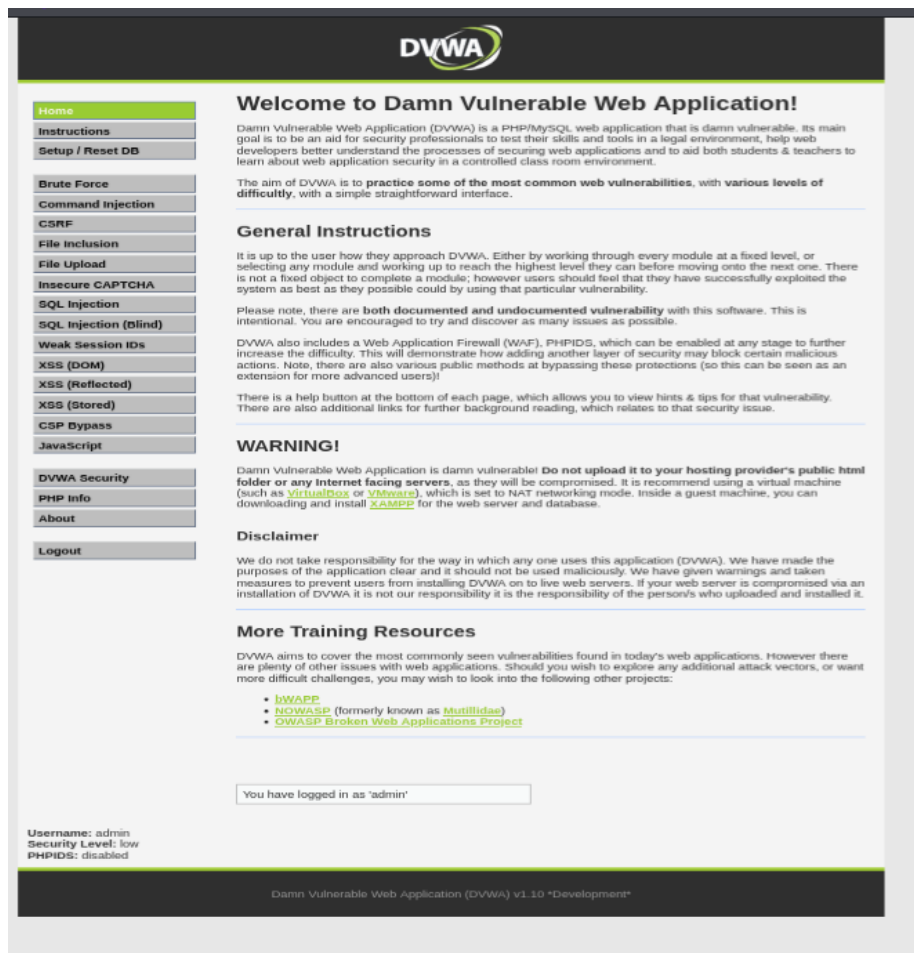 DVWA
Home
Instructions
Setup / Reset DB
Brute Force
Command Injection
CSRF
File Inclusion
File Upload
Insecure CAPTCHA
SQL Injection
SQL Injection (Blind)
Weak Session IDs
XSS (DOM)
XSS (Reflected)
XSS (Stored)
CSP Bypass
JavaScript
DVWA Security
PHP Info
About
Logout
Welcome to Damn Vulnerable Web Application!
Damn Vulnerable Web Application (DVWA) is a PHP/MySQL web application that is damn vulnerable. Its main
goal is to be an aid for security professionals to test their skills and tools in a legal environment, help web
developers better understand the processes of securing web applications and to aid both students & teachers to
learn about web application security in a controlled class room environment.
The aim of DVWA is to practice some of the most common web vulnerabilities, with various levels of
difficultly, with a simple straightforward interface.
General Instructions
It is up to the user how they approach DVWA. Either by working through every module at a fixed level, or
selecting any module and working up to reach the highest level they can before moving onto the next one. There
is not a fixed object to complete a module; however users should feel that they have successfully exploited the
system as best as they possible could by using that particular vulnerability.
Please note, there are both documented and undocumented vulnerability with this software. This is
intentional. You are encouraged to try and discover as many issues as possible.
DVWA also includes a Web Application Firewall (WAF), PHPIDS, which can be enabled at any stage to further
increase the difficulty. This will demonstrate how adding another layer of security may block certain malicious
actions. Note, there are also various public methods at bypassing these protections (so this can be seen as an
extension for more advanced users)!
There is a help button at the bottom of each page, which allows you to view hints & tips for that vulnerability.
There are also additional links for further background reading, which relates to that security issue.
WARNING!
Damn Vulnerable Web Application is damn vulnerable! Do not upload it to your hosting provider's public html
folder or any Internet facing servers, as they will be compromised. It is recommend using a virtual machine
(such as VirtualBox or VMware), which is set to NAT networking mode. Inside a guest machine, you can
downloading and install XAMPP for the web server and database.
Disclaimer
We do not take responsibility for the way in which any one uses this application (DVWA). We have made the
purposes of the application clear and it should not be used maliciously. We have given warnings and taken
measures to prevent users from installing DVWA on to live web servers. If your web server is compromised via an
installation of DVWA it is not our responsibility it is the responsibility of the person/s who uploaded and installed it.
More Training Resources
DVWA aims to cover the most commonly seen vulnerabilities found in today's web applications. However there
are plenty of other issues with web applications. Should you wish to explore any additional attack vectors, or want
more difficult challenges, you may wish to look into the following other projects:
• bWAPP
• NOWASP (formerly known as Mutillidae)
• OWASP Broken Web Applications Project
You have logged in as 'admin'
Username: admin
Security Level: low
PHPIDS: disabled
Damn Vulnerable Web Application (DVWA) v1.10 *Development*